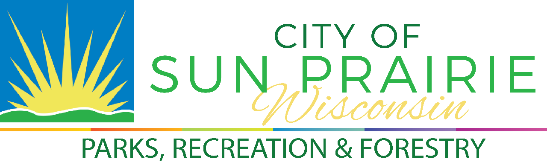 CITY OF
SUN PRAIRIE
Wisconsin
PARKS, RECREATION & FORESTRY